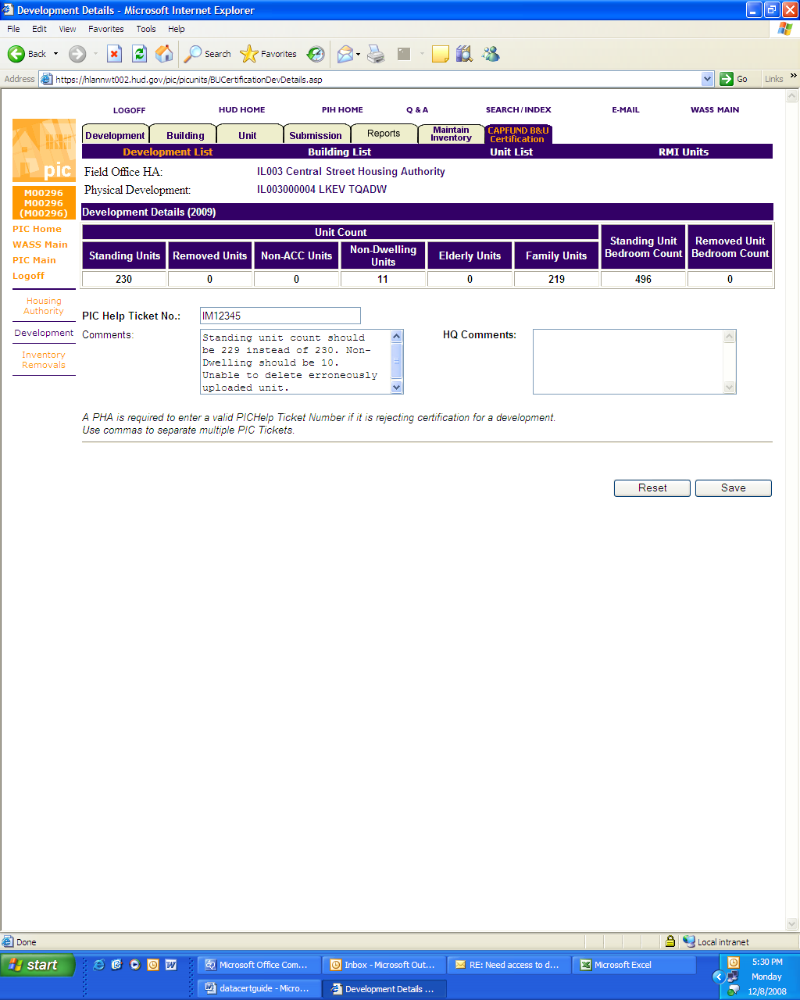 Development Details - Microsoft Internet Explorer
File Edit View Favorites Tools Help
Back Search Favorites
Address https://hlannwt002.hud.gov/pic/picunits/BUCertificationDevDetails.asp Go Links »
LOGOFF HUD HOME PIH HOME Q & A SEARCH / INDEX E-MAIL WASS MAIN
Development Building Unit Submission Reports Maintain Inventory CAPFUND B&U Certification
Development List Building List Unit List RMI Units
pic
M00296
M00296
(M00296)
PIC Home
WASS Main
PIC Main
Logoff
Housing
Authority
Development
Inventory
Removals
Field Office HA: IL003 Central Street Housing Authority
Physical Development: IL003000004 LKEV TQADW
Development Details (2009)
Unit Count Standing Unit Bedroom Count Removed Unit Bedroom Count
Standing Units Removed Units Non-ACC Units Non-Dwelling Units Elderly Units Family Units
230 0 0 11 0 219 496 0
PIC Help Ticket No.: IM12345
Comments:
Standing unit count should
be 229 instead of 230. Non-
Dwelling should be 10.
Unable to delete erroneously
uploaded unit.
HQ Comments:
A PHA is required to enter a valid PICHelp Ticket Number if it is rejecting certification for a development.
Use commas to separate multiple PIC Tickets.
Reset Save
Done Local intranet
start Microsoft Office Com... Inbox - Microsoft Out... RE: Need access to d... Microsoft Excel 5:30 PM
Monday
datacertguide - Micro... Development Details ... 12/8/2008